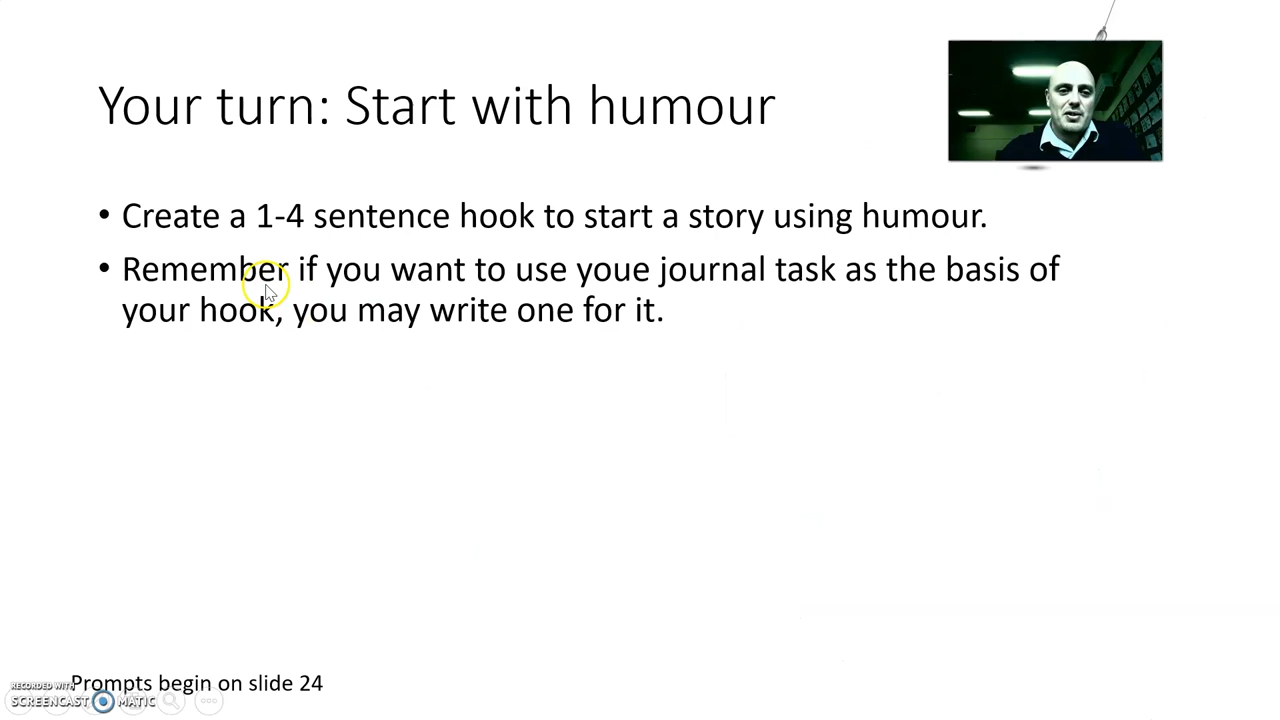 Your turn: Start with humour
• Create a 1-4 sentence hook to start a story using humour.
• Remember if you want to use youe journal task as the basis of
your hook, you may write one for it.
Prompts begin on slide 24
RECORDED WITH
SCREENCAST MATIC